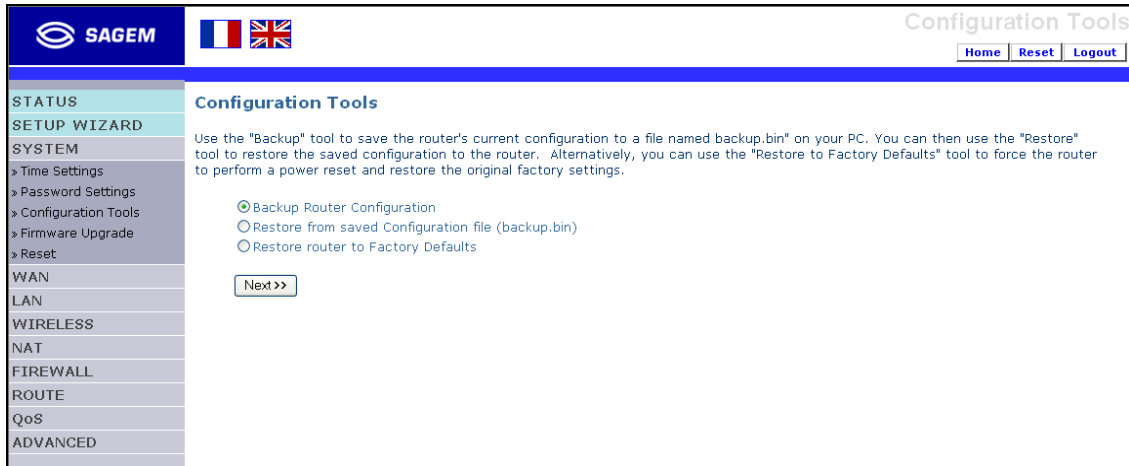 SAGEM
Configuration Tools
Home Reset Logout
STATUS
SETUP WIZARD
SYSTEM
» Time Settings
» Password Settings
» Configuration Tools
» Firmware Upgrade
» Reset
WAN
LAN
WIRELESS
NAT
FIREWALL
ROUTE
QoS
ADVANCED
Configuration Tools
Use the "Backup" tool to save the router's current configuration to a file named backup.bin" on your PC. You can then use the "Restore"
tool to restore the saved configuration to the router. Alternatively, you can use the "Restore to Factory Defaults" tool to force the router
to perform a power reset and restore the original factory settings.
Backup Router Configuration
Restore from saved Configuration file (backup.bin)
Restore router to Factory Defaults
Next >>